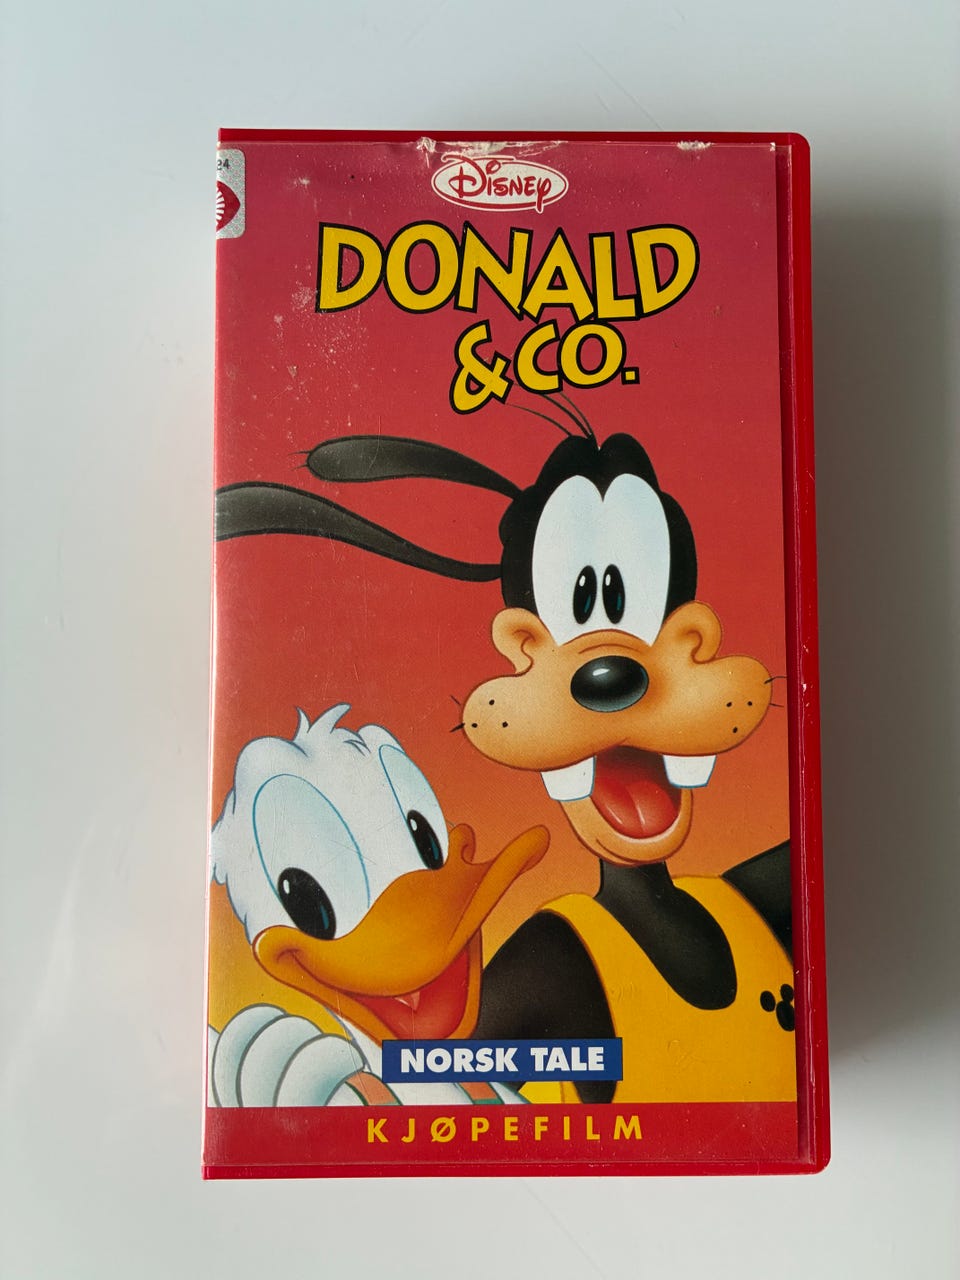 Disney
DONALD
& CO.
NORSK TALE
KJØPEFILM